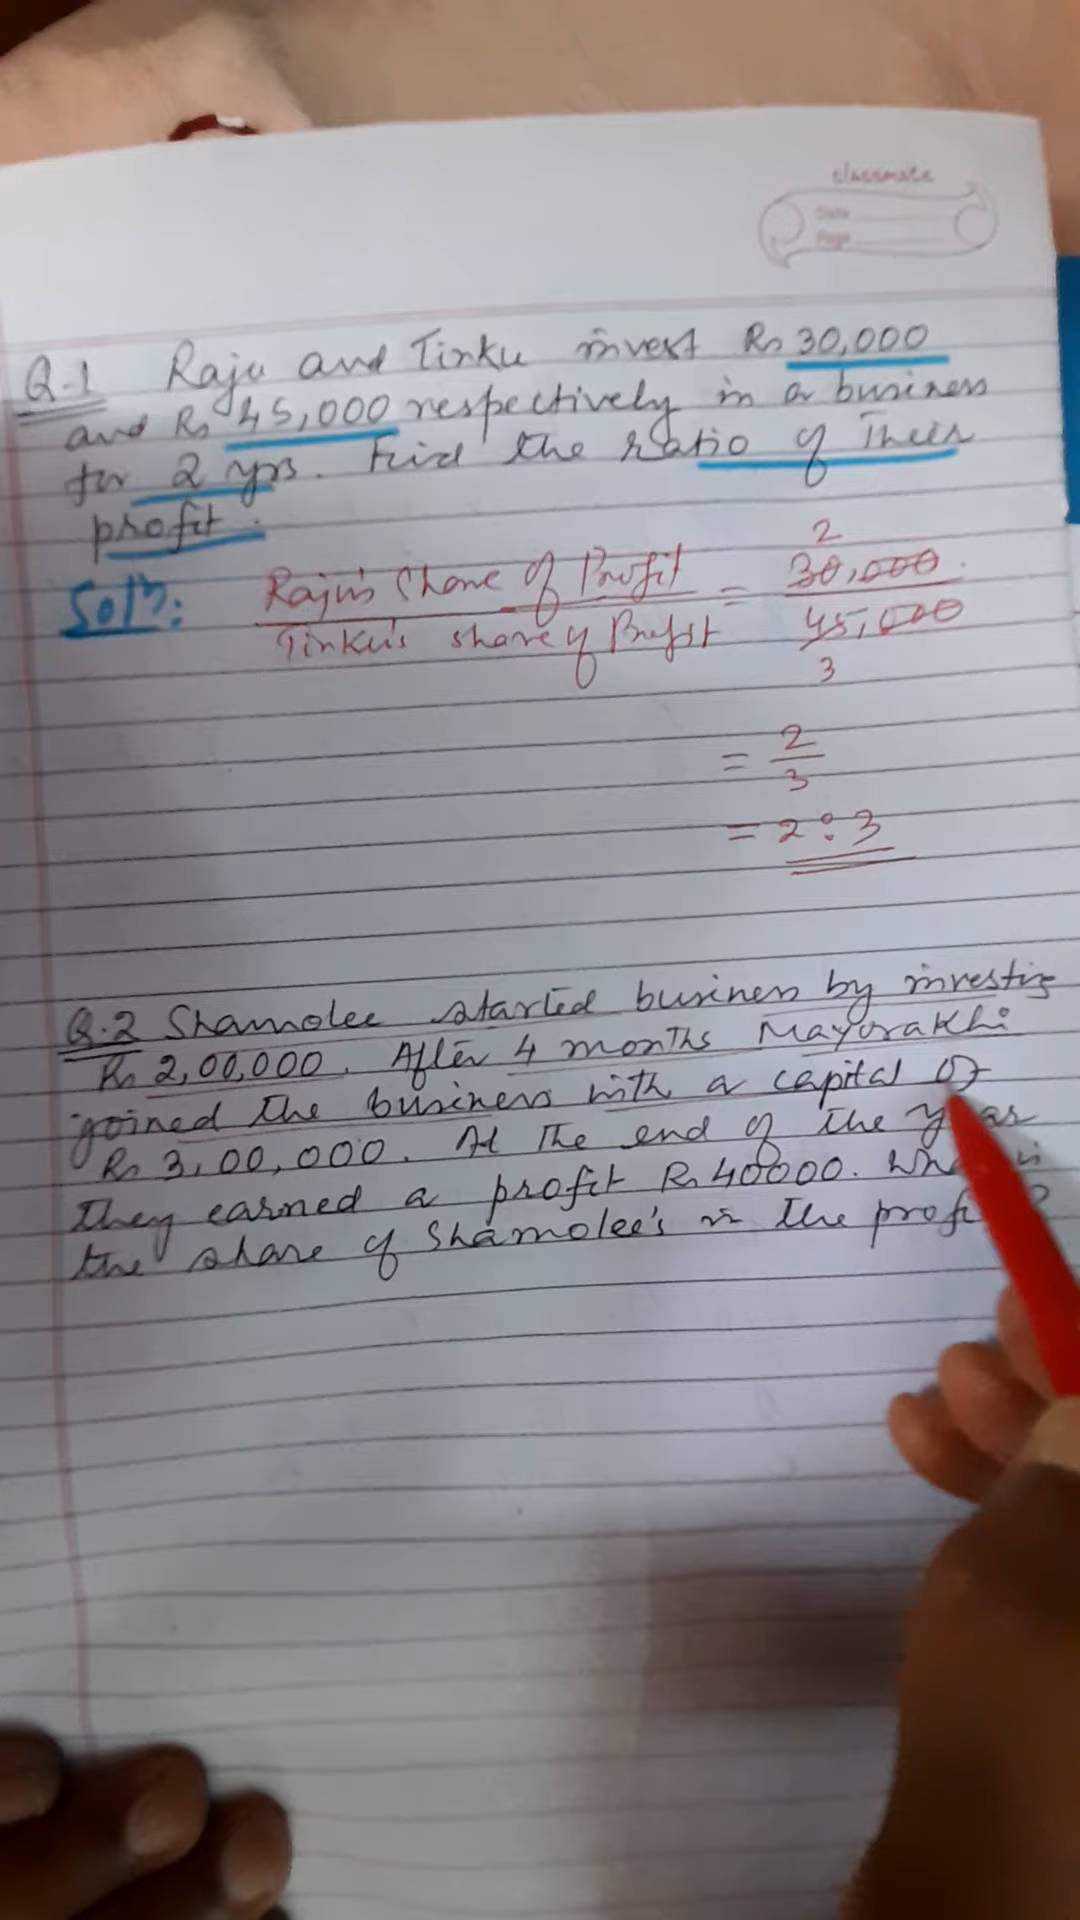 classmate
Date
Page
Q.1 Raju and Tinku invest Rs 30,000
and Rs 45,000 respectively in a business
for 2 yrs. Find the ratio of their
profit.
Soln: Raju's Share of Profit = 30,000
Tinku's share of Profit 45,000
2
3
= 2
3
= 2:3
Q.2 Shamolee started business by investing
Rs 2,00,000. After 4 months Mayorakhi
joined the business with a capital of
Rs 3,00,000. At the end of the year
they earned a profit Rs 40000.
the share of Shamolee's in the